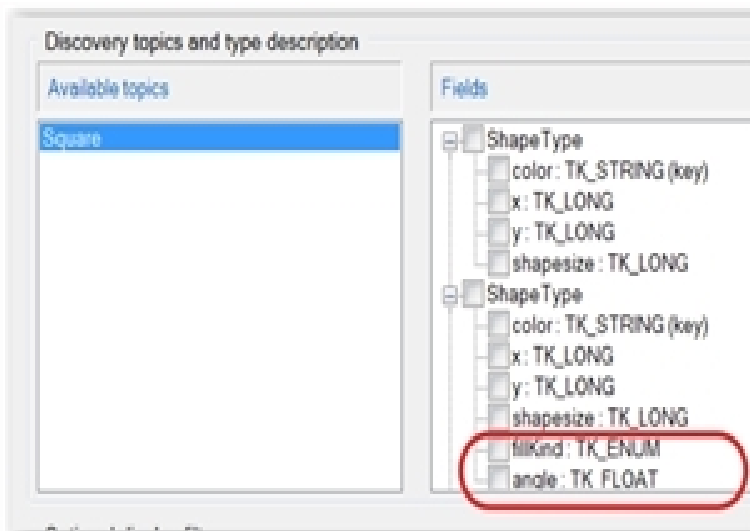 Discovery topics and type description
Available topics
Fields
Square
ShapeType
color : TK_STRING (key)
x : TK_LONG
y : TK_LONG
shapesize : TK_LONG
ShapeType
color : TK_STRING (key)
x : TK_LONG
y : TK_LONG
shapesize : TK_LONG
fillKind : TK_ENUM
angle : TK_FLOAT